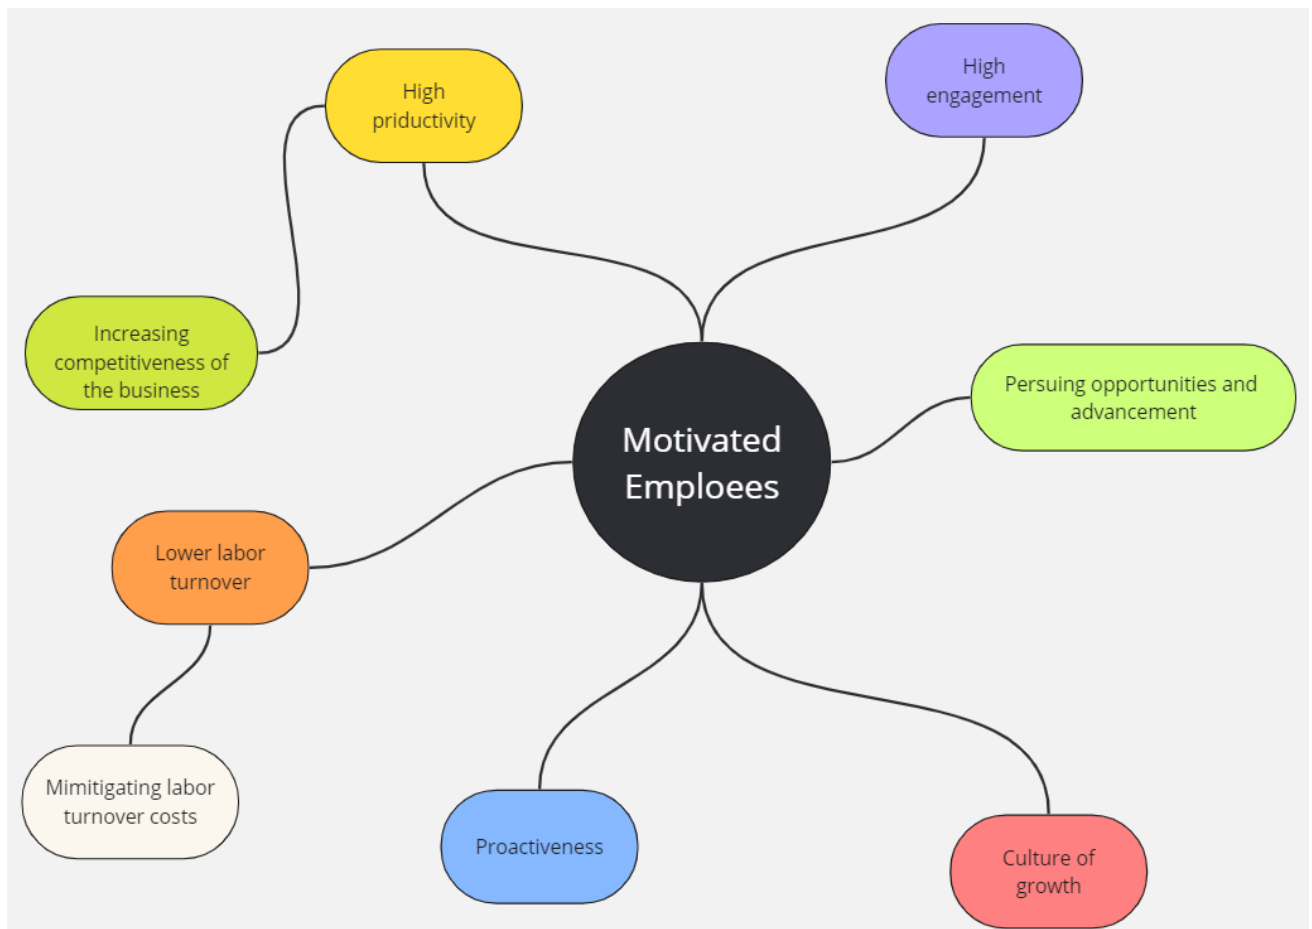 High
priductivity
High
engagement
Increasing
competitiveness of
the business
Persuing opportunities and
advancement
Motivated
Emploees
Lower labor
turnover
Mimitigating labor
turnover costs
Proactiveness
Culture of
growth